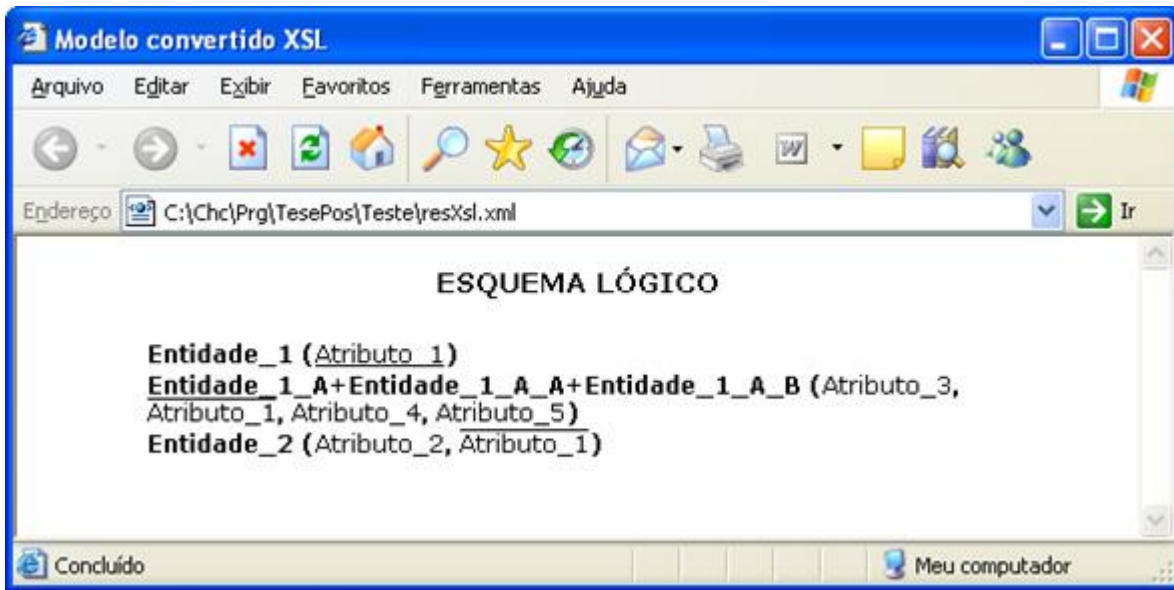 Modelo convertido XSL
Arquivo Editar Exibir Favoritos Ferramentas Ajuda
W
Endereço C:\Chc\Prg\TesePos\Teste\resXsl.xml Ir
ESQUEMA LÓGICO
Entidade_1 (Atributo_1)
Entidade_1_A+Entidade_1_A_A+Entidade_1_A_B (Atributo_3,
Atributo_1, Atributo_4, Atributo_5)
Entidade_2 (Atributo_2, Atributo_1)
Concluído Meu computador